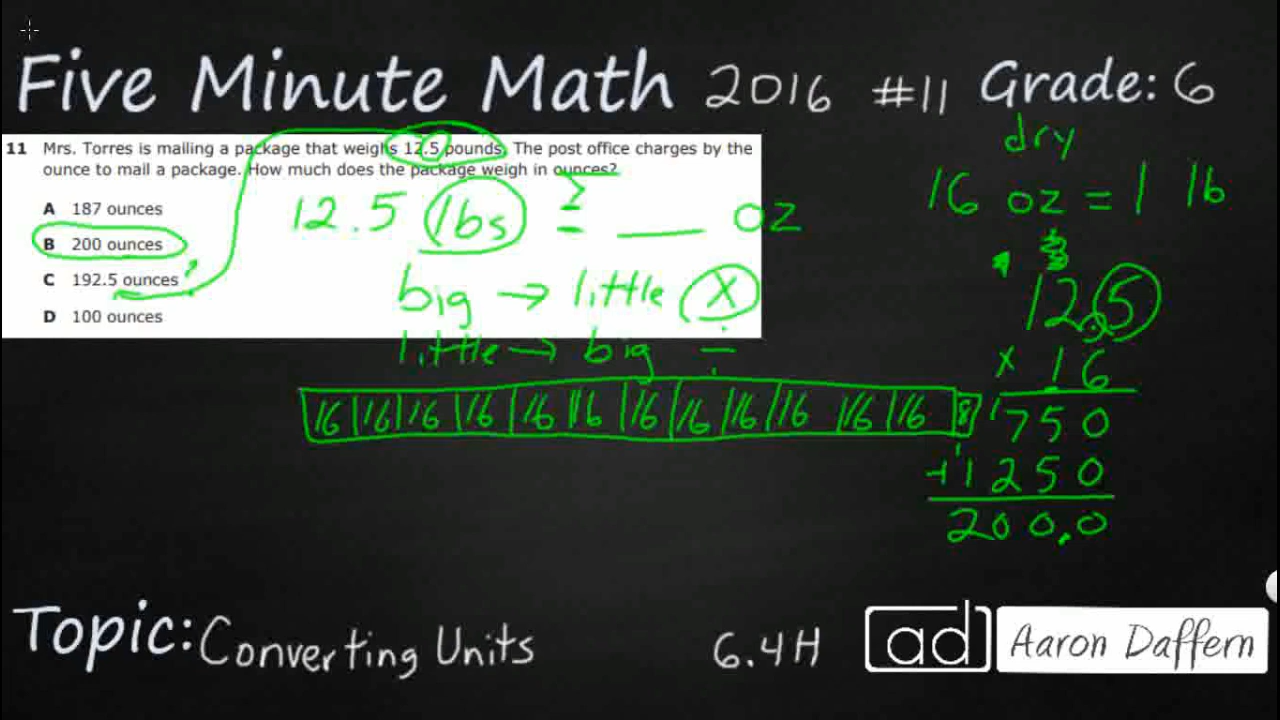 Five Minute Math 2016 #11 Grade: 6
11 Mrs. Torres is mailing a package that weighs 12.5 pounds. The post office charges by the
ounce to mail a package. How much does the package weigh in ounces?
A 187 ounces
B 200 ounces
C 192.5 ounces
D 100 ounces
12.5 lbs = ___ oz
big → little X
little → big ÷
16 16 16 16 16 16 16 16 16 16 16 16 8
dry
16 oz = 1 lb
12.5
x 16
1
750
1
+1250
200.0
Topic: Converting Units 6.4H
ad Aaron Daffern